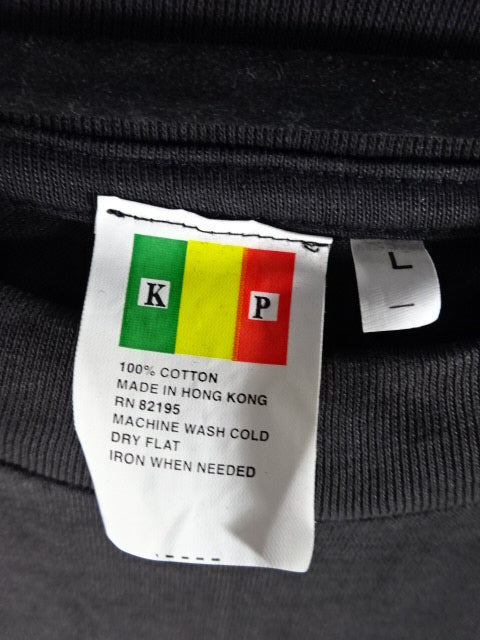 K P
L
100% COTTON
MADE IN HONG KONG
RN 82195
MACHINE WASH COLD
DRY FLAT
IRON WHEN NEEDED